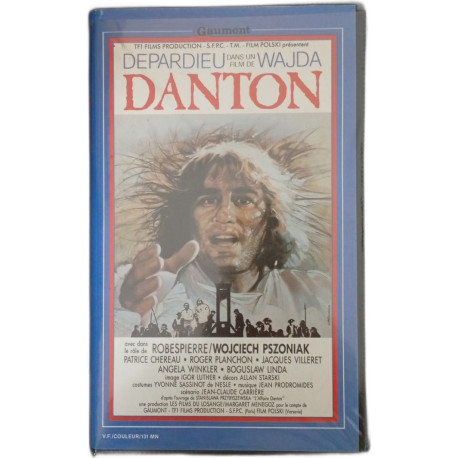 Gaumont
TF1 FILMS PRODUCTION - S.F.P.C. - T.M. - FILM POLSKI présentent
DEPARDIEU DANS UN FILM DE WAJDA
DANTON
avec dans le rôle de ROBESPIERRE/WOJCIECH PSZONIAK
PATRICE CHEREAU • ROGER PLANCHON • JACQUES VILLERET
ANGELA WINKLER • BOGUSLAW LINDA
image IGOR LUTHER • décors ALLAN STARSKI
costumes YVONNE SASSINOT de NESLE • musique JEAN PRODROMIDES
scénario JEAN-CLAUDE CARRIÈRE
d'après l'ouvrage de STANISLAWA PRZYBYSZEWSKA "L'Affaire Danton"
une production LES FILMS DU LOSANGE/MARGARET MENEGOZ pour le compte de
GAUMONT - TF1 FILMS PRODUCTION - S.F.P.C. (Paris) FILM POLSKI (Varsovie)
V.F./COULEUR/131 MN